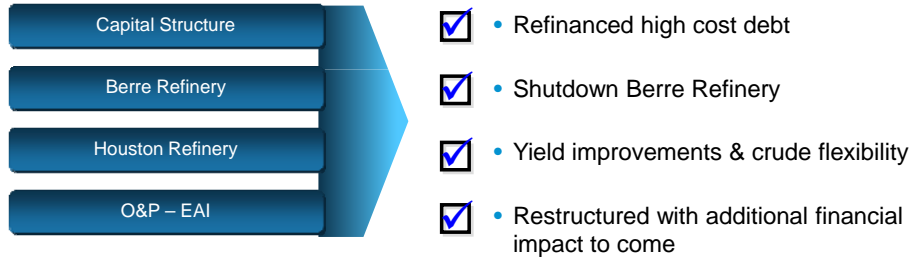 Capital Structure
• Refinanced high cost debt
Berre Refinery
• Shutdown Berre Refinery
Houston Refinery
• Yield improvements & crude flexibility
O&P – EAI
• Restructured with additional financial
impact to come